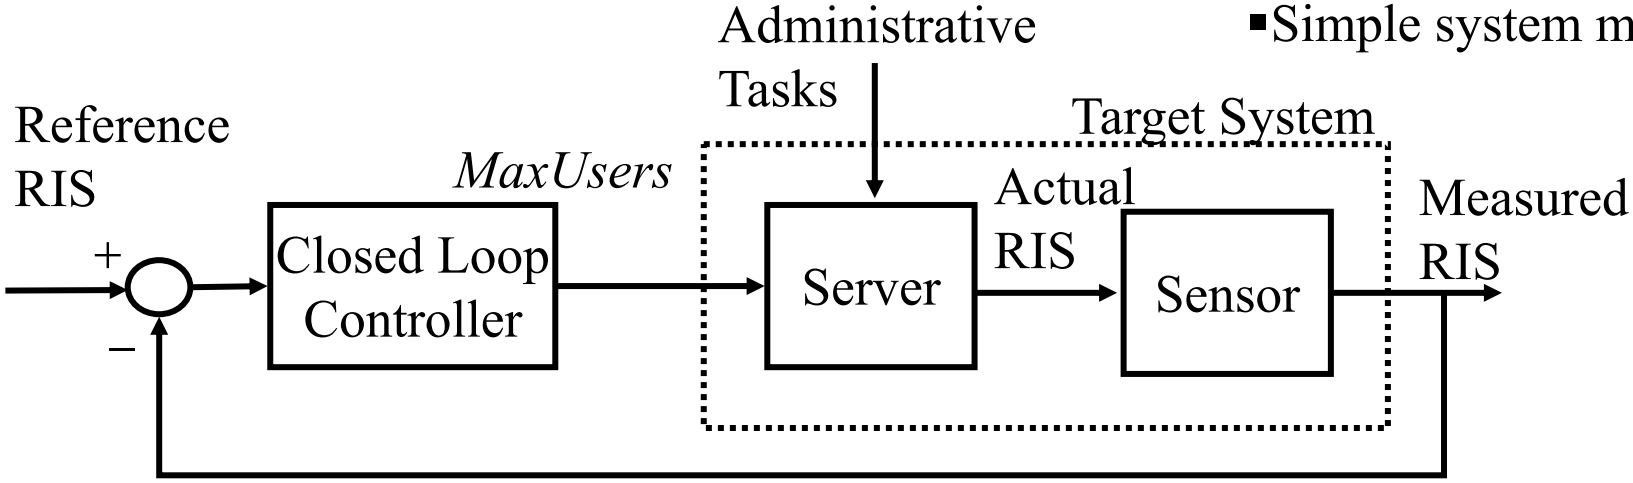 Administrative
Tasks
▪Simple system m
Reference
RIS
MaxUsers
Target System
Actual
RIS
Measured
RIS
+
−
Closed Loop
Controller
Server
Sensor